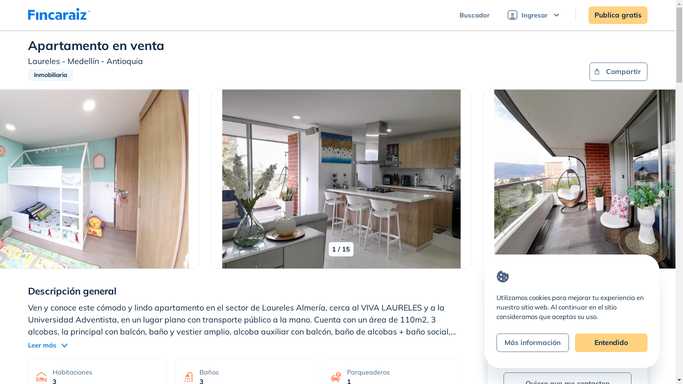 Fincaraiz
Buscador
Ingresar
Publica gratis
Apartamento en venta
Laureles - Medellín - Antioquia
Inmobiliaria
Compartir
1 / 15
Descripción general
Ven y conoce este cómodo y lindo apartamento en el sector de Laureles Almería, cerca al VIVA LAURELES y a la
Universidad Adventista, en un lugar plano con transporte público a la mano. Cuenta con un área de 110m2, 3
alcobas, la principal con balcón, baño y vestier amplio, alcoba auxiliar con balcón, baño de alcobas + baño social,...
Leer más
Habitaciones
3
Baños
3
Parqueaderos
1
Utilizamos cookies para mejorar tu experiencia en
nuestro sitio web. Al continuar en el sitio
consideramos que aceptas su uso.
Más información
Entendido
Quiero que me contacten